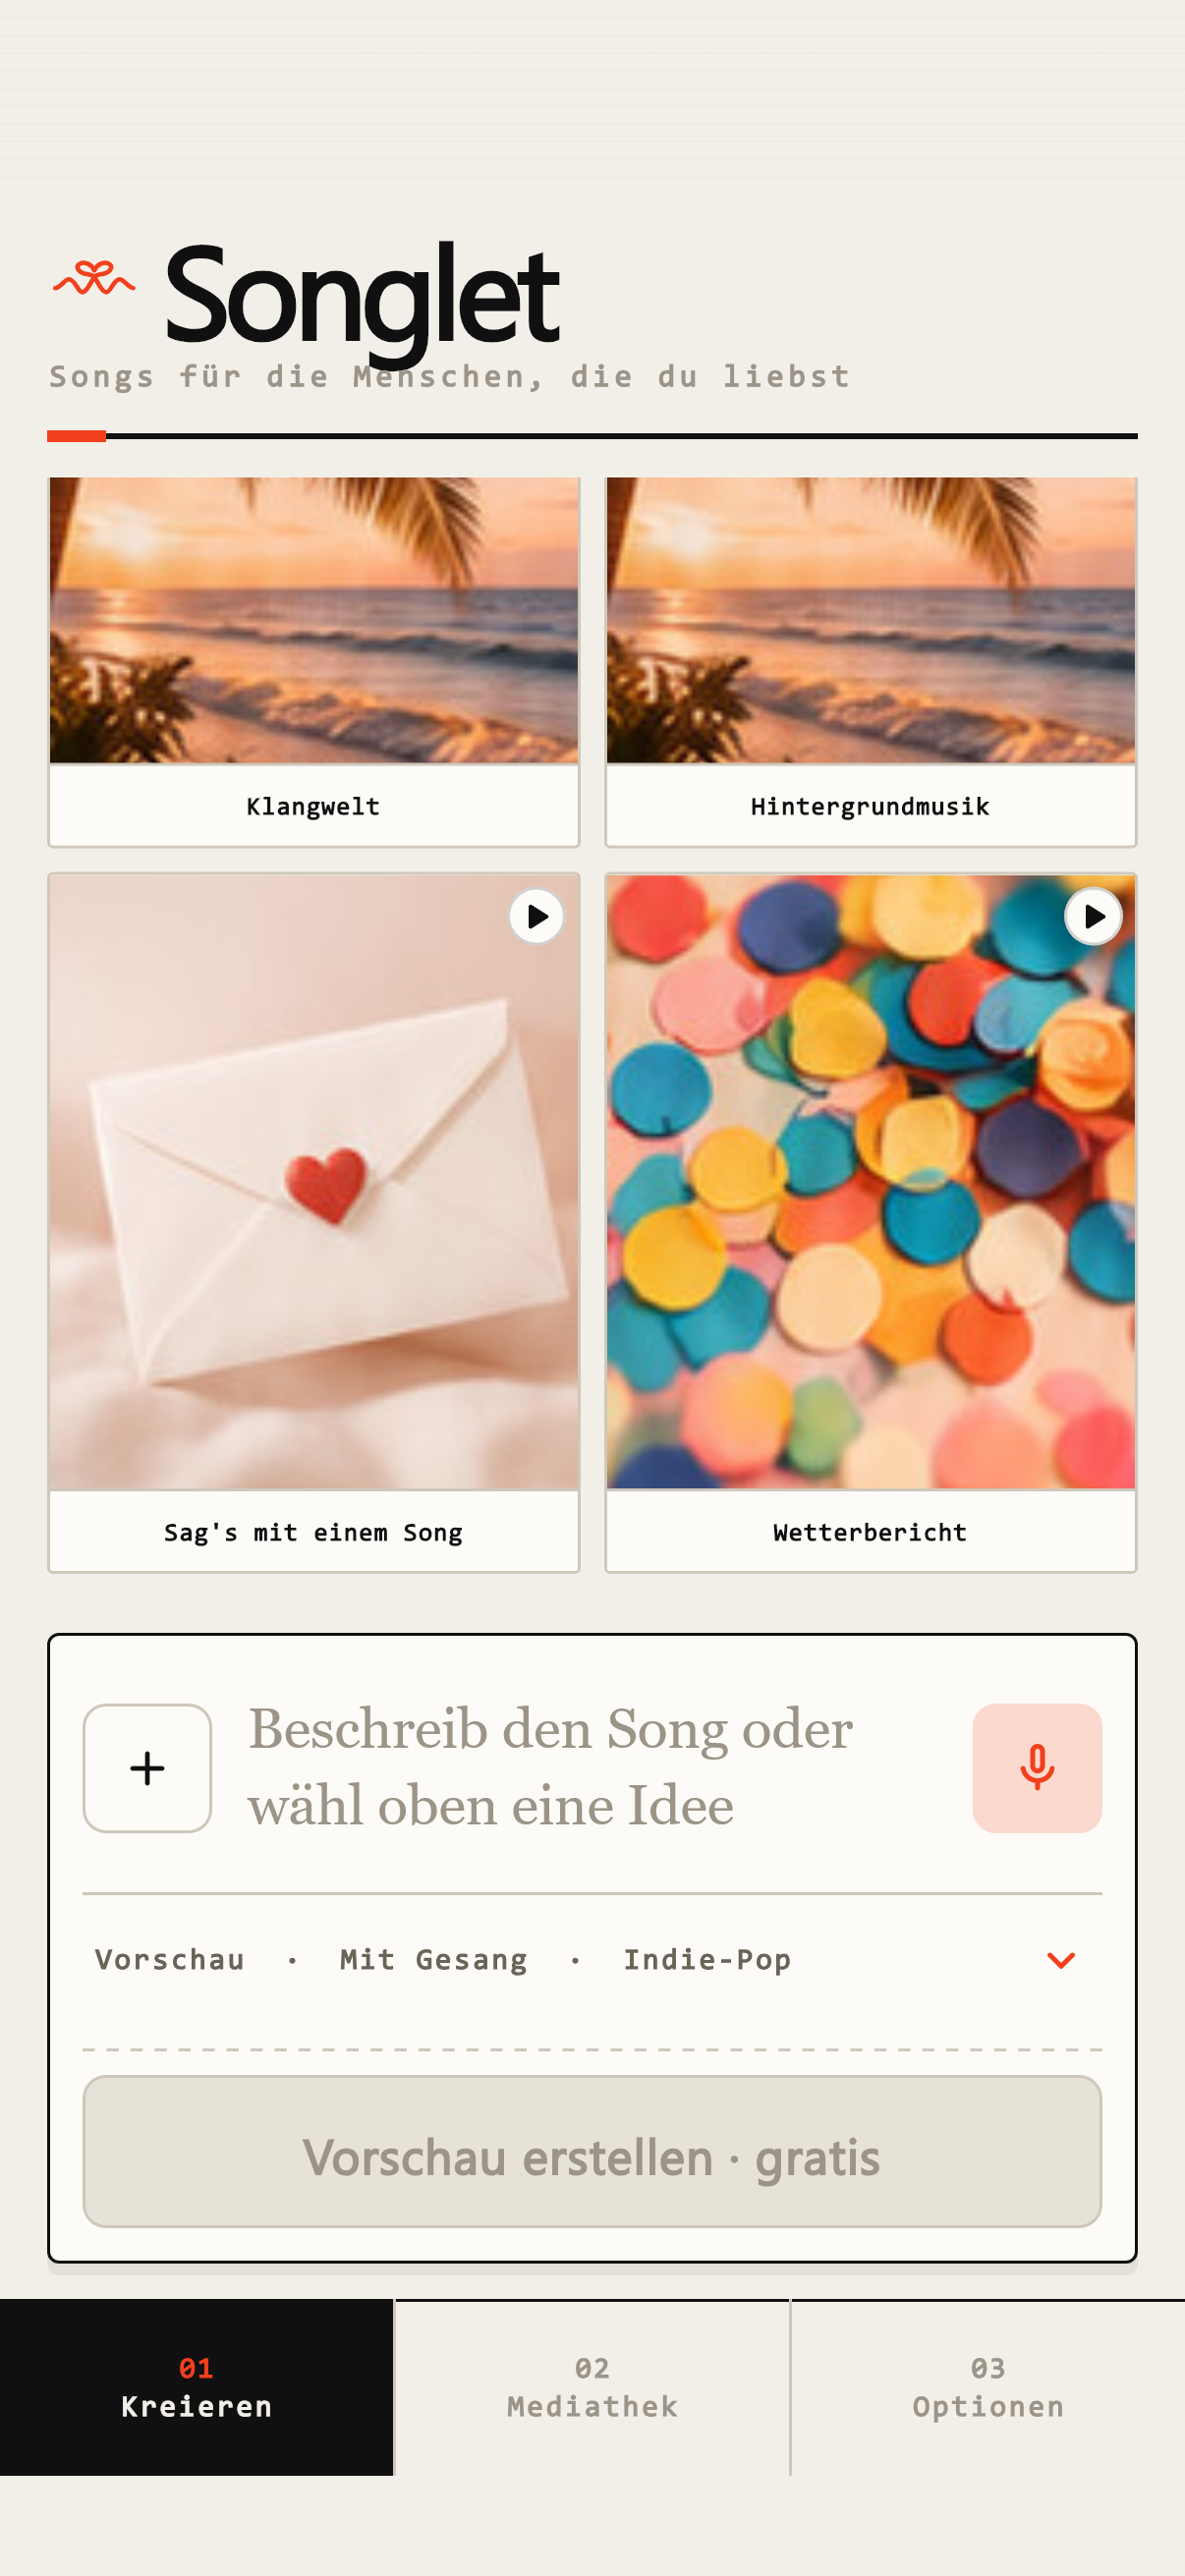 Songlet
Songs für die Menschen, die du liebst
Klangwelt
Hintergrundmusik
Sag's mit einem Song
Wetterbericht
Beschreib den Song oder
wähl oben eine Idee
Vorschau · Mit Gesang · Indie-Pop
Vorschau erstellen · gratis
01
Kreieren
02
Mediathek
03
Optionen